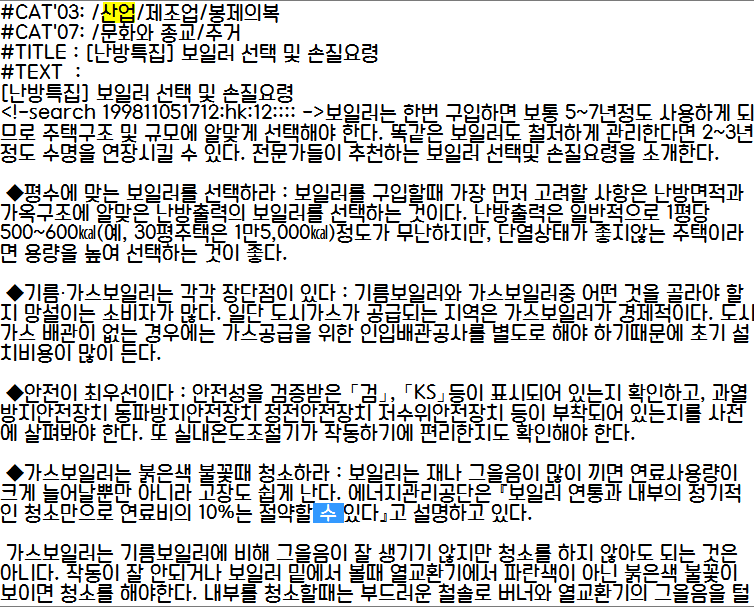 #CAT'03: /산업/제조업/봉제의복
#CAT'07: /문화와 종교/주거
#TITLE : [난방특집] 보일러 선택 및 손질요령
#TEXT :
[난방특집] 보일러 선택 및 손질요령
<!-search 199811051712:hk:12:::: ->보일러는 한번 구입하면 보통 5~7년정도 사용하게 되
므로 주택구조 및 규모에 알맞게 선택해야 한다. 똑같은 보일러도 철저하게 관리한다면 2~3년
정도 수명을 연장시킬 수 있다. 전문가들이 추천하는 보일러 선택및 손질요령을 소개한다.
◆평수에 맞는 보일러를 선택하라 : 보일러를 구입할때 가장 먼저 고려할 사항은 난방면적과
가옥구조에 알맞은 난방출력의 보일러를 선택하는 것이다. 난방출력은 일반적으로 1평당
500~600㎉(예, 30평주택은 1만5,000㎉)정도가 무난하지만, 단열상태가 좋지않는 주택이라
면 용량을 높여 선택하는 것이 좋다.
◆기름·가스보일러는 각각 장단점이 있다 : 기름보일러와 가스보일러중 어떤 것을 골라야 할
지 망설이는 소비자가 많다. 일단 도시가스가 공급되는 지역은 가스보일러가 경제적이다. 도시
가스 배관이 없는 경우에는 가스공급을 위한 인입배관공사를 별도로 해야 하기때문에 초기 설
치비용이 많이 든다.
◆안전이 최우선이다 : 안전성을 검증받은 「검」, 「KS」등이 표시되어 있는지 확인하고, 과열
방지안전장치 동파방지안전장치 정전안전장치 저수위안전장치 등이 부착되어 있는지를 사전
에 살펴봐야 한다. 또 실내온도조절기가 작동하기에 편리한지도 확인해야 한다.
◆가스보일러는 붉은색 불꽃때 청소하라 : 보일러는 재나 그을음이 많이 끼면 연료사용량이
크게 늘어날뿐만 아니라 고장도 쉽게 난다. 에너지관리공단은 『보일러 연통과 내부의 정기적
인 청소만으로 연료비의 10%는 절약할 수 있다』고 설명하고 있다.
가스보일러는 기름보일러에 비해 그을음이 잘 생기기 않지만 청소를 하지 않아도 되는 것은
아니다. 작동이 잘 안되거나 보일러 밑에서 볼때 열교환기에서 파란색이 아닌 붉은색 불꽃이
보이면 청소를 해야한다. 내부를 청소할때는 부드러운 철솔로 버너와 열교환기의 그을음을 털